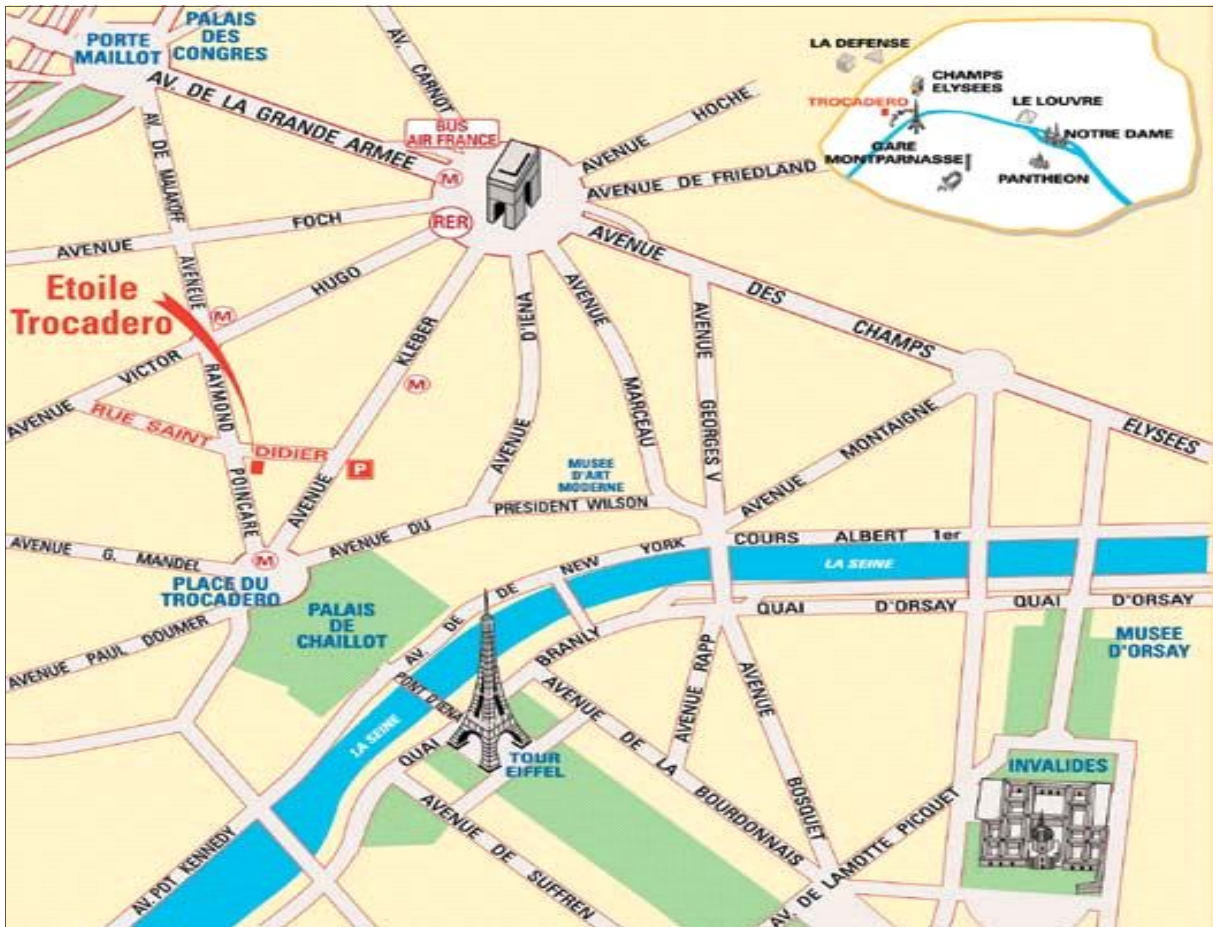 PORTE
MAILLOT
PALAIS
DES
CONGRES
AV. CARNOT
AV. DE LA GRANDE ARMEE
BUS
AIR FRANCE
AVENUE HOCHE
AVENUE DE FRIEDLAND
LA DEFENSE
CHAMPS
ELYSEES
TROCADERO
LE LOUVRE
NOTRE DAME
GARE
MONTPARNASSE
PANTHEON
M
RER
AV. DE MALAKOFF
AVENUE FOCH
AVENUE DES CHAMPS ELYSEES
Etoile
Trocadero
AVENEUE RAYMOND POINCARE
M
AVENUE VICTOR HUGO
AVENUE KLEBER
M
AVENUE D'IENA
AVENUE MARCEAU
AVENUE GEORGES V
AVENUE MONTAIGNE
RUE SAINT DIDIER
P
MUSEE
D'ART
MODERNE
AVENUE DU PRESIDENT WILSON
AVENUE G. MANDEL
M
PLACE DU
TROCADERO
PALAIS
DE
CHAILLOT
AVENUE PAUL DOUMER
AV. DE DE NEW YORK
COURS ALBERT 1er
LA SEINE
QUAI D'ORSAY
QUAI D'ORSAY
MUSEE
D'ORSAY
PONT D'IENA
QUAI BRANLY
LA SEINE
TOUR
EIFFEL
AVENUE RAPP
AVENUE BOSQUET
AVENUE DE LA BOURDONNAIS
AVENUE DE SUFFREN
AV. DE LAMOTTE PICQUET
INVALIDES
AV. PDT KENNEDY